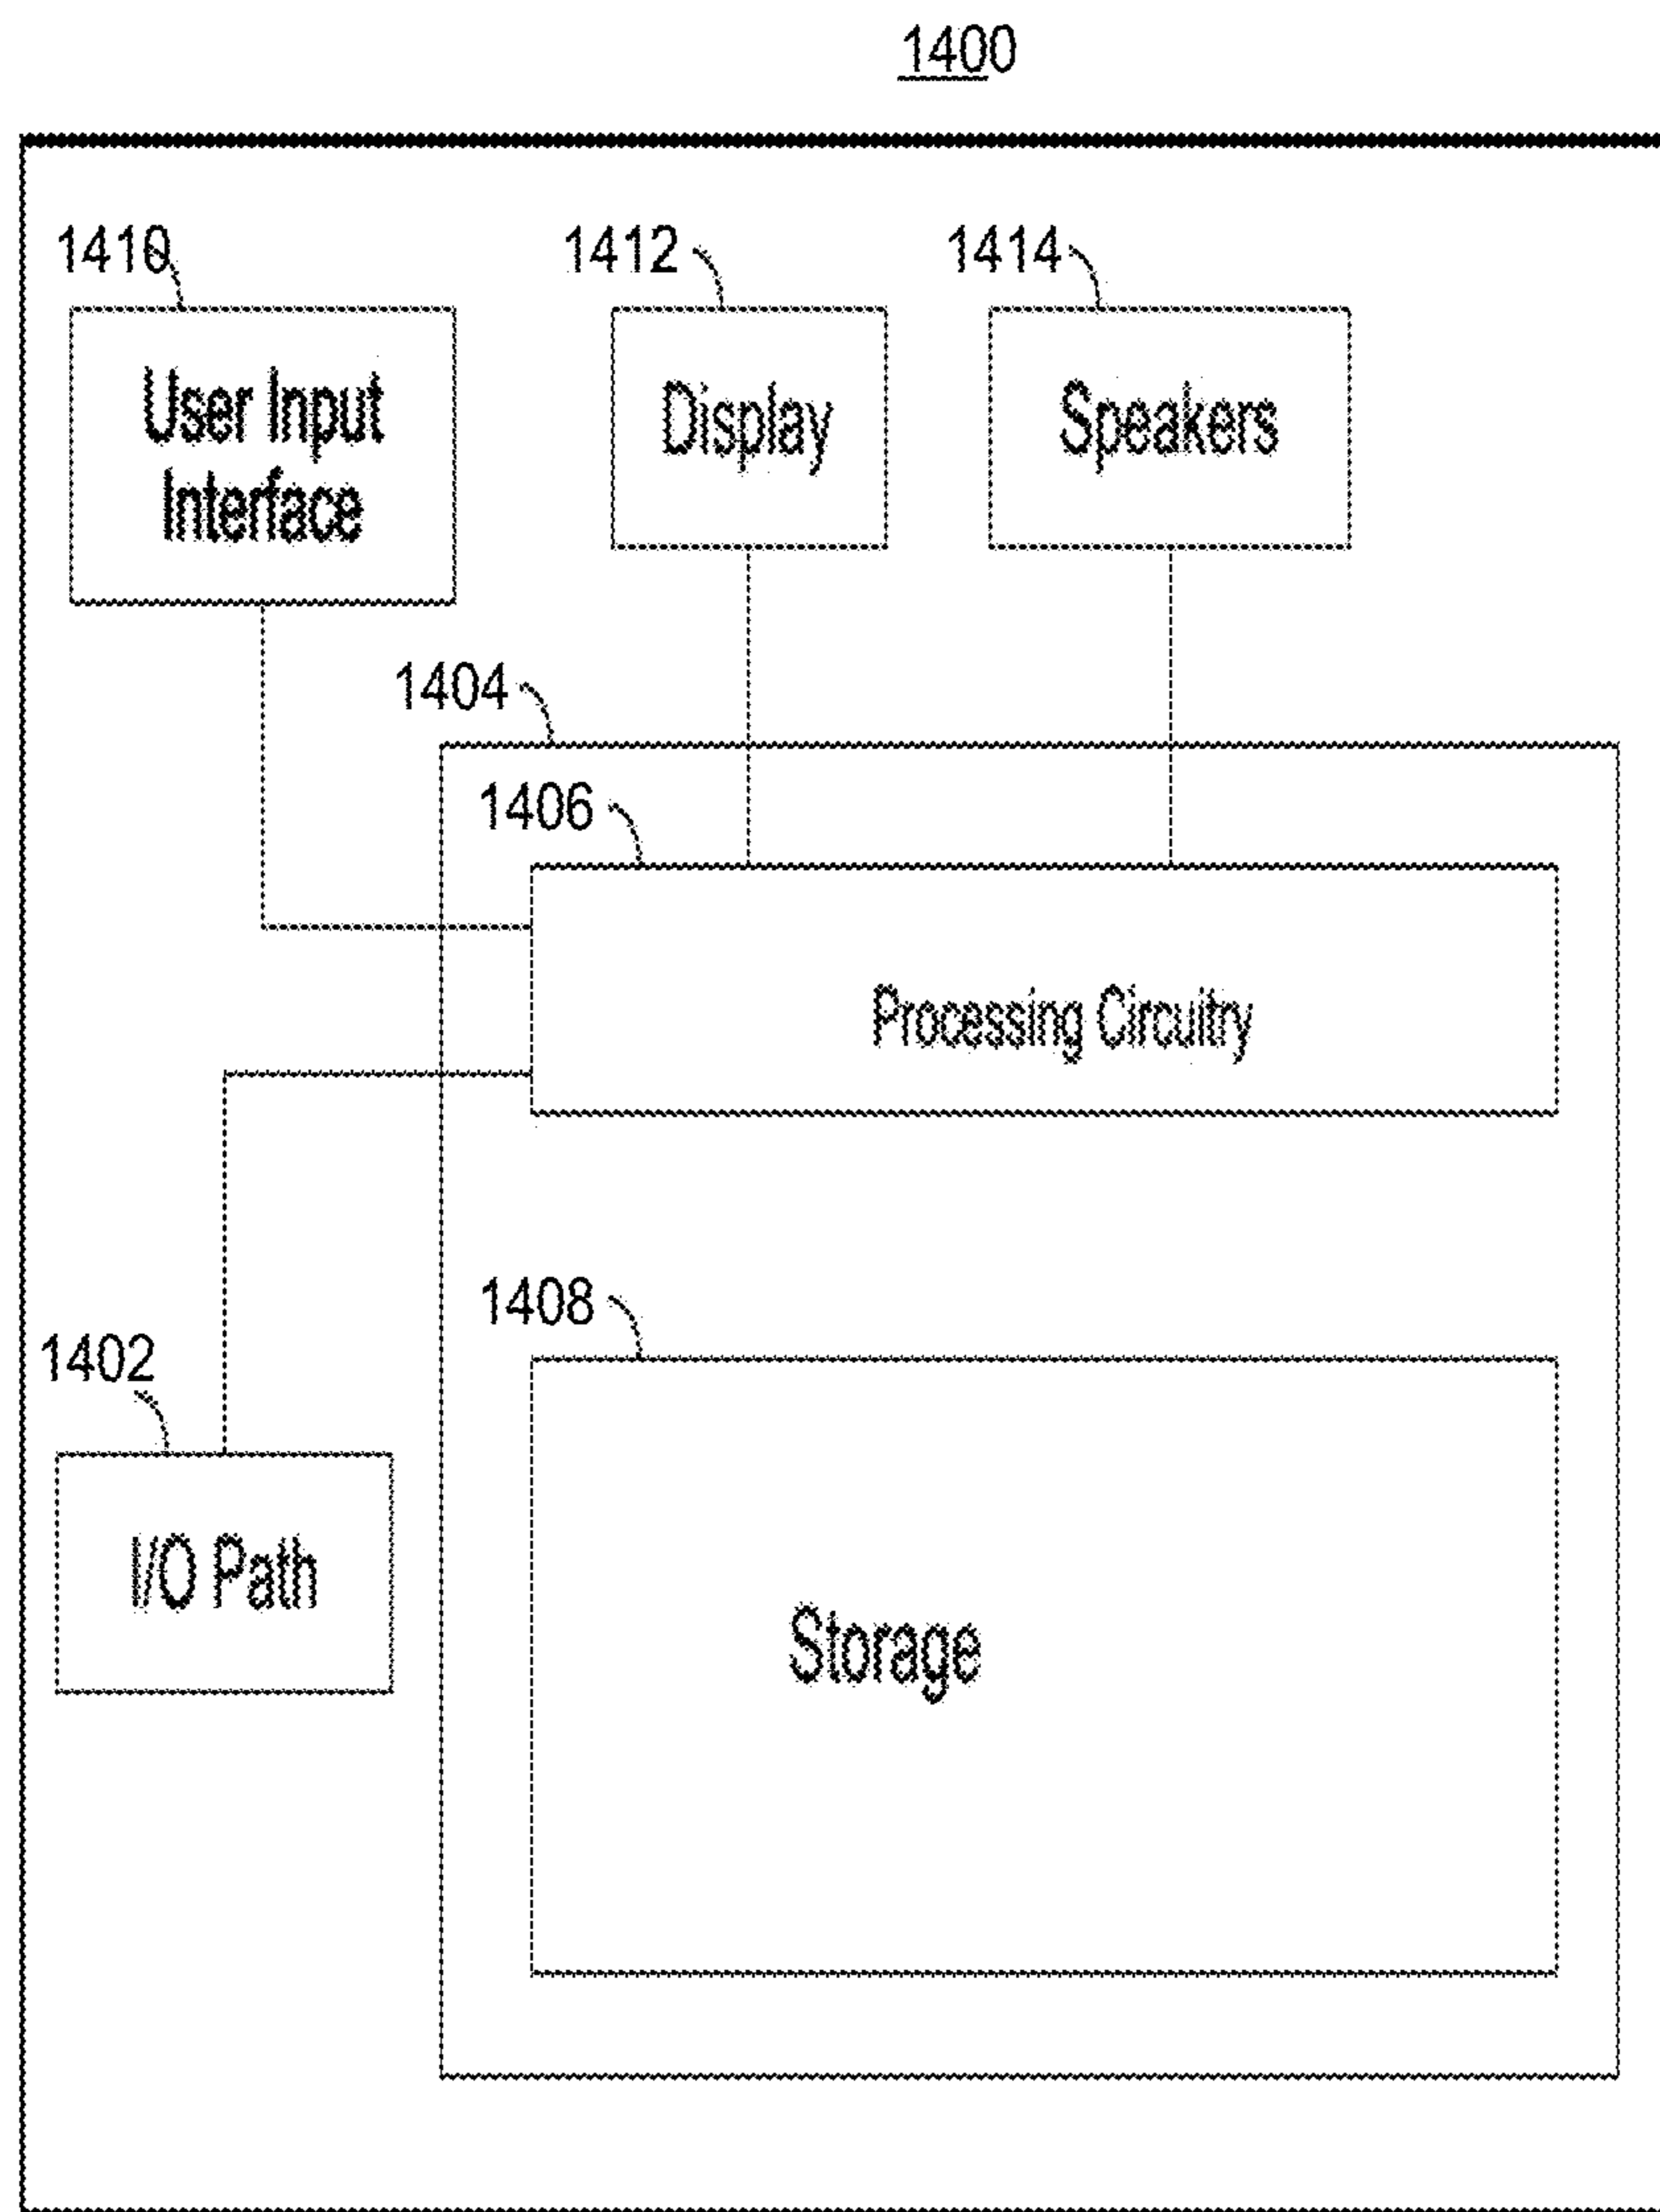 1400
1410
1412
1414
User Input
Interface
Display
Speakers
1404
1406
Processing Circuitry
1408
1402
I/O Path
Storage